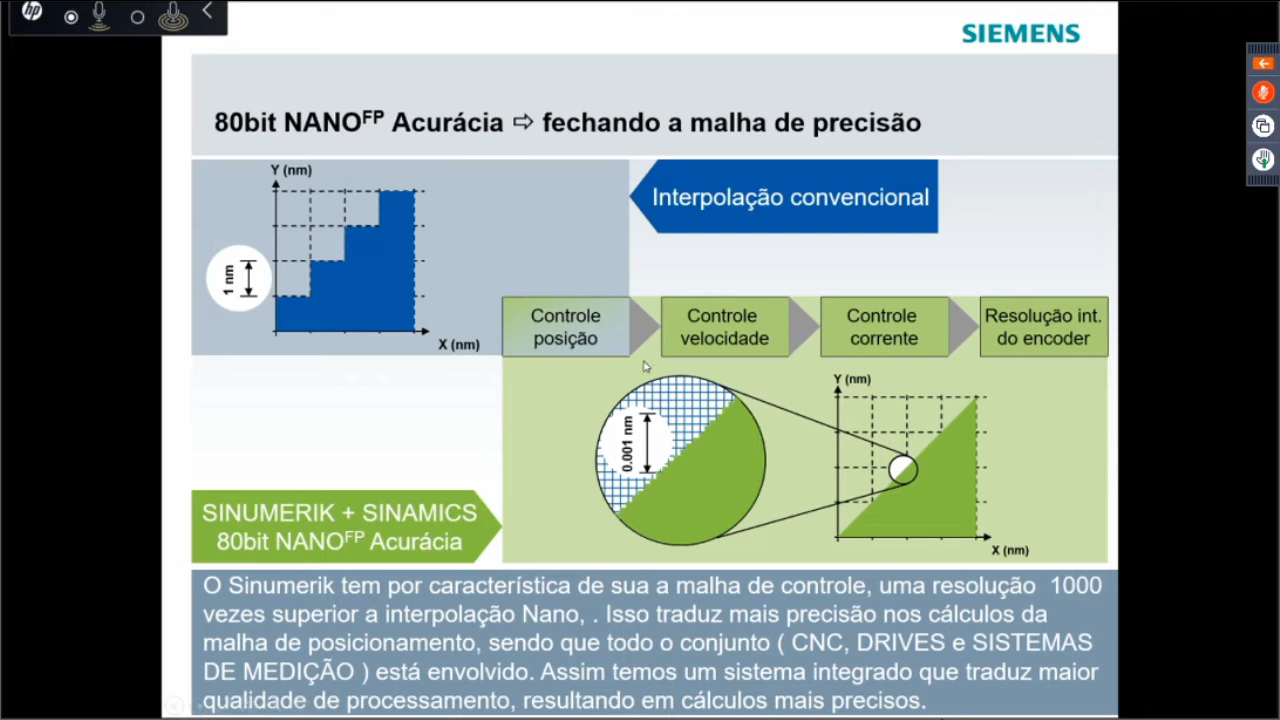 hp
SIEMENS
80bit NANOFP Acurácia ⇨ fechando a malha de precisão
Y (nm)
Interpolação convencional
1 nm
X (nm)
Controle
posição
Controle
velocidade
Controle
corrente
Resolução int.
do encoder
Y (nm)
0.001 nm
X (nm)
SINUMERIK + SINAMICS
80bit NANOFP Acurácia
O Sinumerik tem por característica de sua a malha de controle, uma resolução 1000
vezes superior a interpolação Nano, . Isso traduz mais precisão nos cálculos da
malha de posicionamento, sendo que todo o conjunto ( CNC, DRIVES e SISTEMAS
DE MEDIÇÃO ) está envolvido. Assim temos um sistema integrado que traduz maior
qualidade de processamento, resultando em cálculos mais precisos.